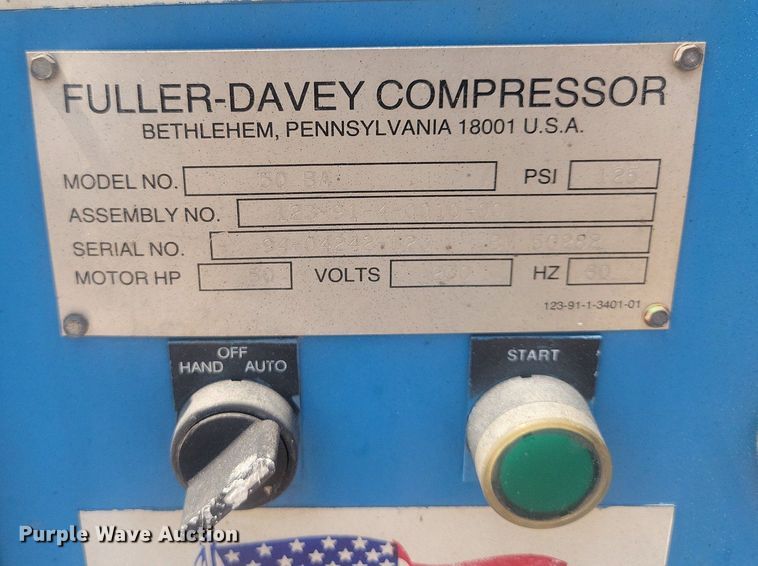 FULLER-DAVEY COMPRESSOR
BETHLEHEM, PENNSYLVANIA 18001 U.S.A.
MODEL NO. 50 PSI 125
ASSEMBLY NO.
SERIAL NO.
MOTOR HP 50 VOLTS HZ 60
123-91-1-3401-01
OFF
HAND AUTO
START
Purple Wave Auction